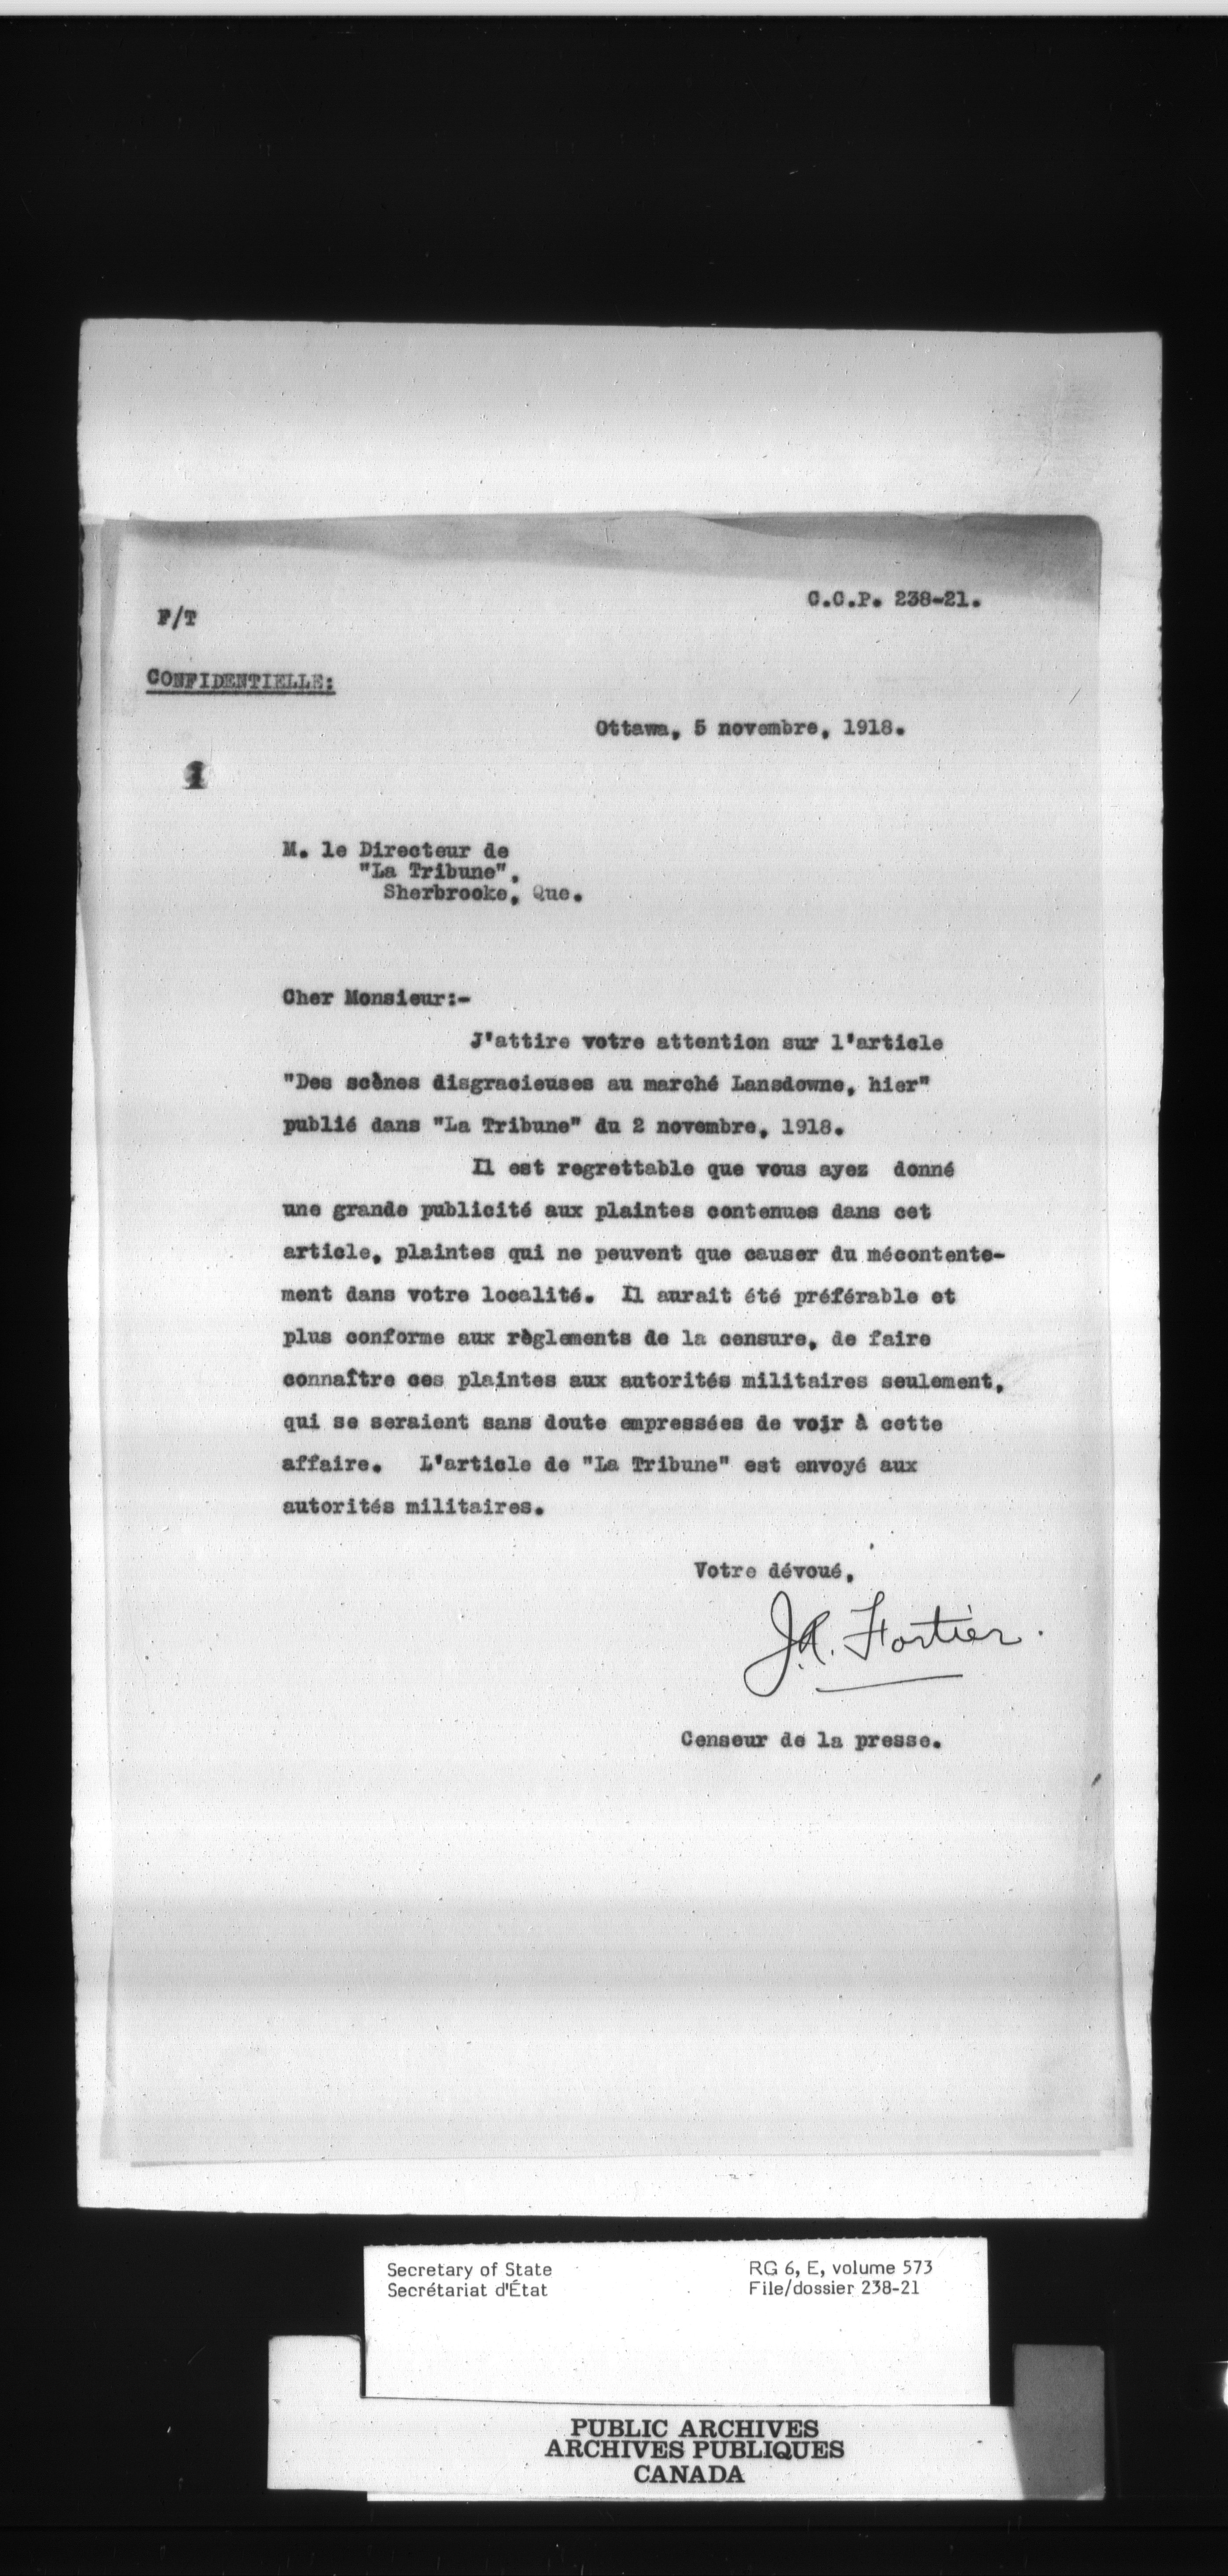 C.C.P. 238-21.
F/T
CONFIDENTIELLE:
Ottawa, 5 novembre, 1918.
1
M. le Directeur de
"La Tribune",
Sherbrooke, Que.
Cher Monsieur:-
J'attire votre attention sur l'article
"Des scènes disgracieuses au marché Lansdowne, hier"
publié dans "La Tribune" du 2 novembre, 1918.
Il est regrettable que vous ayez donné
une grande publicité aux plaintes contenues dans cet
article, plaintes qui ne peuvent que causer du mécontente-
ment dans votre localité. Il aurait été préférable et
plus conforme aux règlements de la censure, de faire
connaître ces plaintes aux autorités militaires seulement,
qui se seraient sans doute empressées de voir à cette
affaire. L'article de "La Tribune" est envoyé aux
autorités militaires.
Votre dévoué,
J.A. Fortier.
Censeur de la presse.
Secretary of State RG 6, E, volume 573
Secrétariat d'État File/dossier 238-21
PUBLIC ARCHIVES
ARCHIVES PUBLIQUES
CANADA